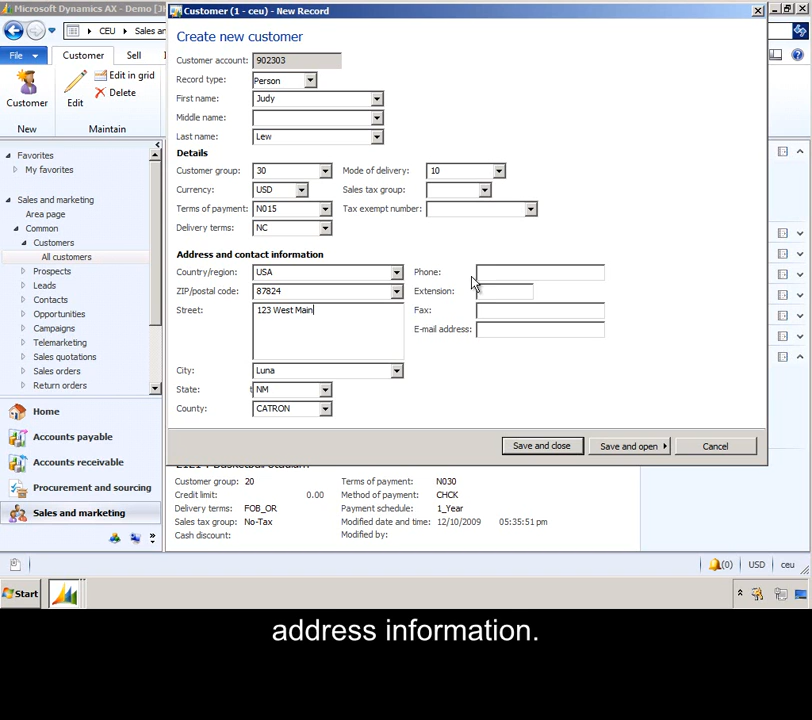 Microsoft Dynamics AX - Demo [J
Customer (1 - ceu) - New Record
CEU
Sales an
Create new customer
File
Customer
Sell
Customer
Edit
Edit in grid
Delete
New
Maintain
Customer account: 902303
Record type: Person
First name: Judy
Middle name:
Last name: Lew
Details
Customer group: 30
Mode of delivery: 10
Currency: USD
Sales tax group:
Terms of payment: N015
Tax exempt number:
Delivery terms: NC
Address and contact information
Country/region: USA
Phone:
ZIP/postal code: 87824
Extension:
Street: 123 West Main
Fax:
E-mail address:
City: Luna
State: NM
County: CATRON
Save and close
Save and open
Cancel
Favorites
My favorites
Sales and marketing
Area page
Common
Customers
All customers
Prospects
Leads
Contacts
Opportunities
Campaigns
Telemarketing
Sales quotations
Sales orders
Return orders
Home
Accounts payable
Accounts receivable
Procurement and sourcing
Sales and marketing
Customer group: 20
Terms of payment: N030
Credit limit: 0.00
Method of payment: CHCK
Delivery terms: FOB_OR
Payment schedule: 1_Year
Sales tax group: No-Tax
Modified date and time: 12/10/2009 05:35:51 pm
Cash discount:
Modified by:
(0)
USD
ceu
Start
address information.